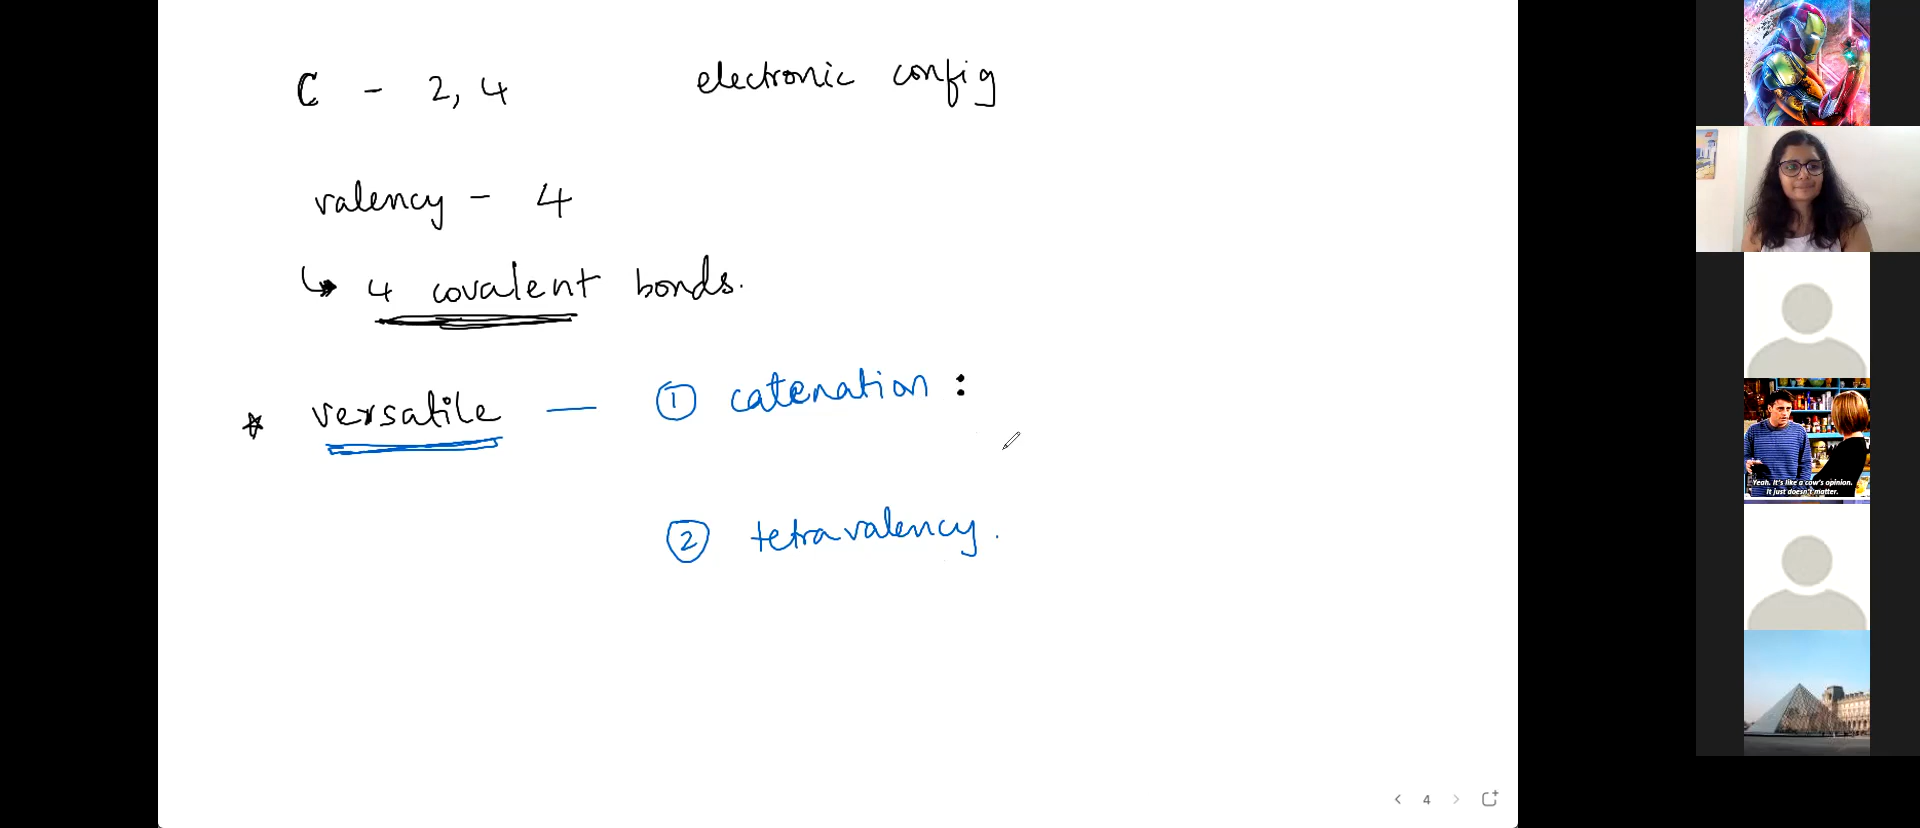 C - 2, 4 electronic config
valency - 4
↳ 4 covalent bonds.
☆ versatile — ① catenation :
② tetravalency.
Yeah. It's like a cow's opinion.
It just doesn't matter.
< 4 >